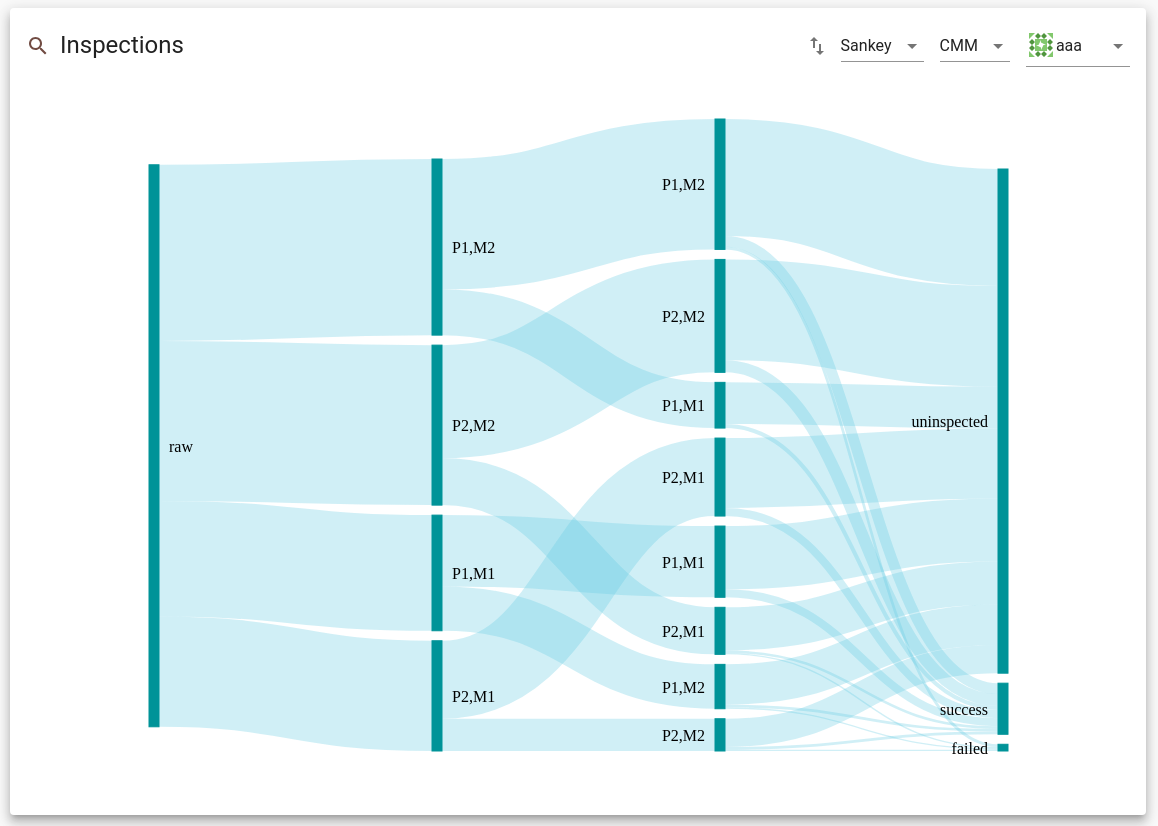 Inspections
Sankey
CMM
aaa
raw
P1,M2
P2,M2
P1,M1
P2,M1
P1,M2
P2,M2
P1,M1
P2,M1
P1,M1
P2,M1
P1,M2
P2,M2
uninspected
success
failed